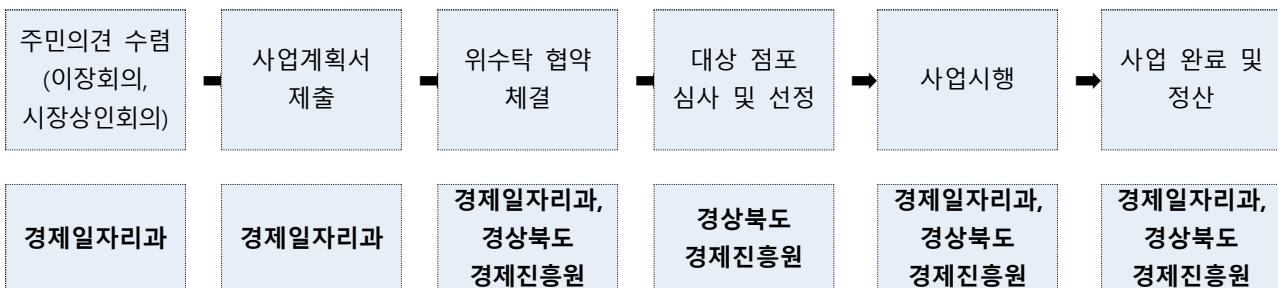 주민의견 수렴
(이장회의,
시장상인회의)
사업계획서
제출
위수탁 협약
체결
대상 점포
심사 및 선정
사업시행
사업 완료 및
정산
경제일자리과
경제일자리과
경제일자리과,
경상북도
경제진흥원
경상북도
경제진흥원
경제일자리과,
경상북도
경제진흥원
경제일자리과,
경상북도
경제진흥원